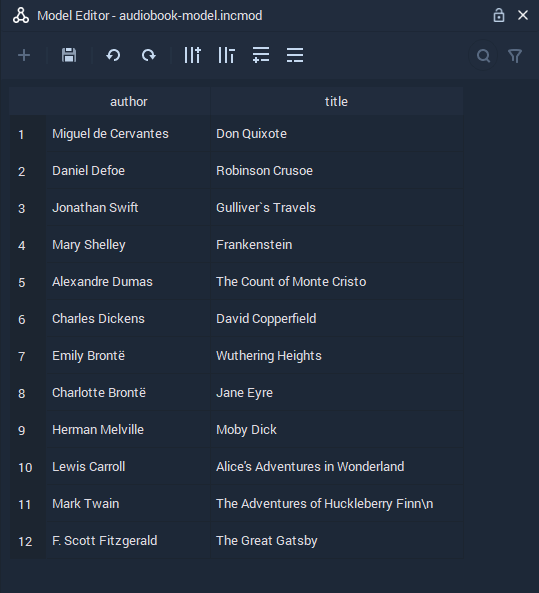 Model Editor - audiobook-model.incmod
author title
1 Miguel de Cervantes Don Quixote
2 Daniel Defoe Robinson Crusoe
3 Jonathan Swift Gulliver`s Travels
4 Mary Shelley Frankenstein
5 Alexandre Dumas The Count of Monte Cristo
6 Charles Dickens David Copperfield
7 Emily Brontë Wuthering Heights
8 Charlotte Brontë Jane Eyre
9 Herman Melville Moby Dick
10 Lewis Carroll Alice's Adventures in Wonderland
11 Mark Twain The Adventures of Huckleberry Finn\n
12 F. Scott Fitzgerald The Great Gatsby